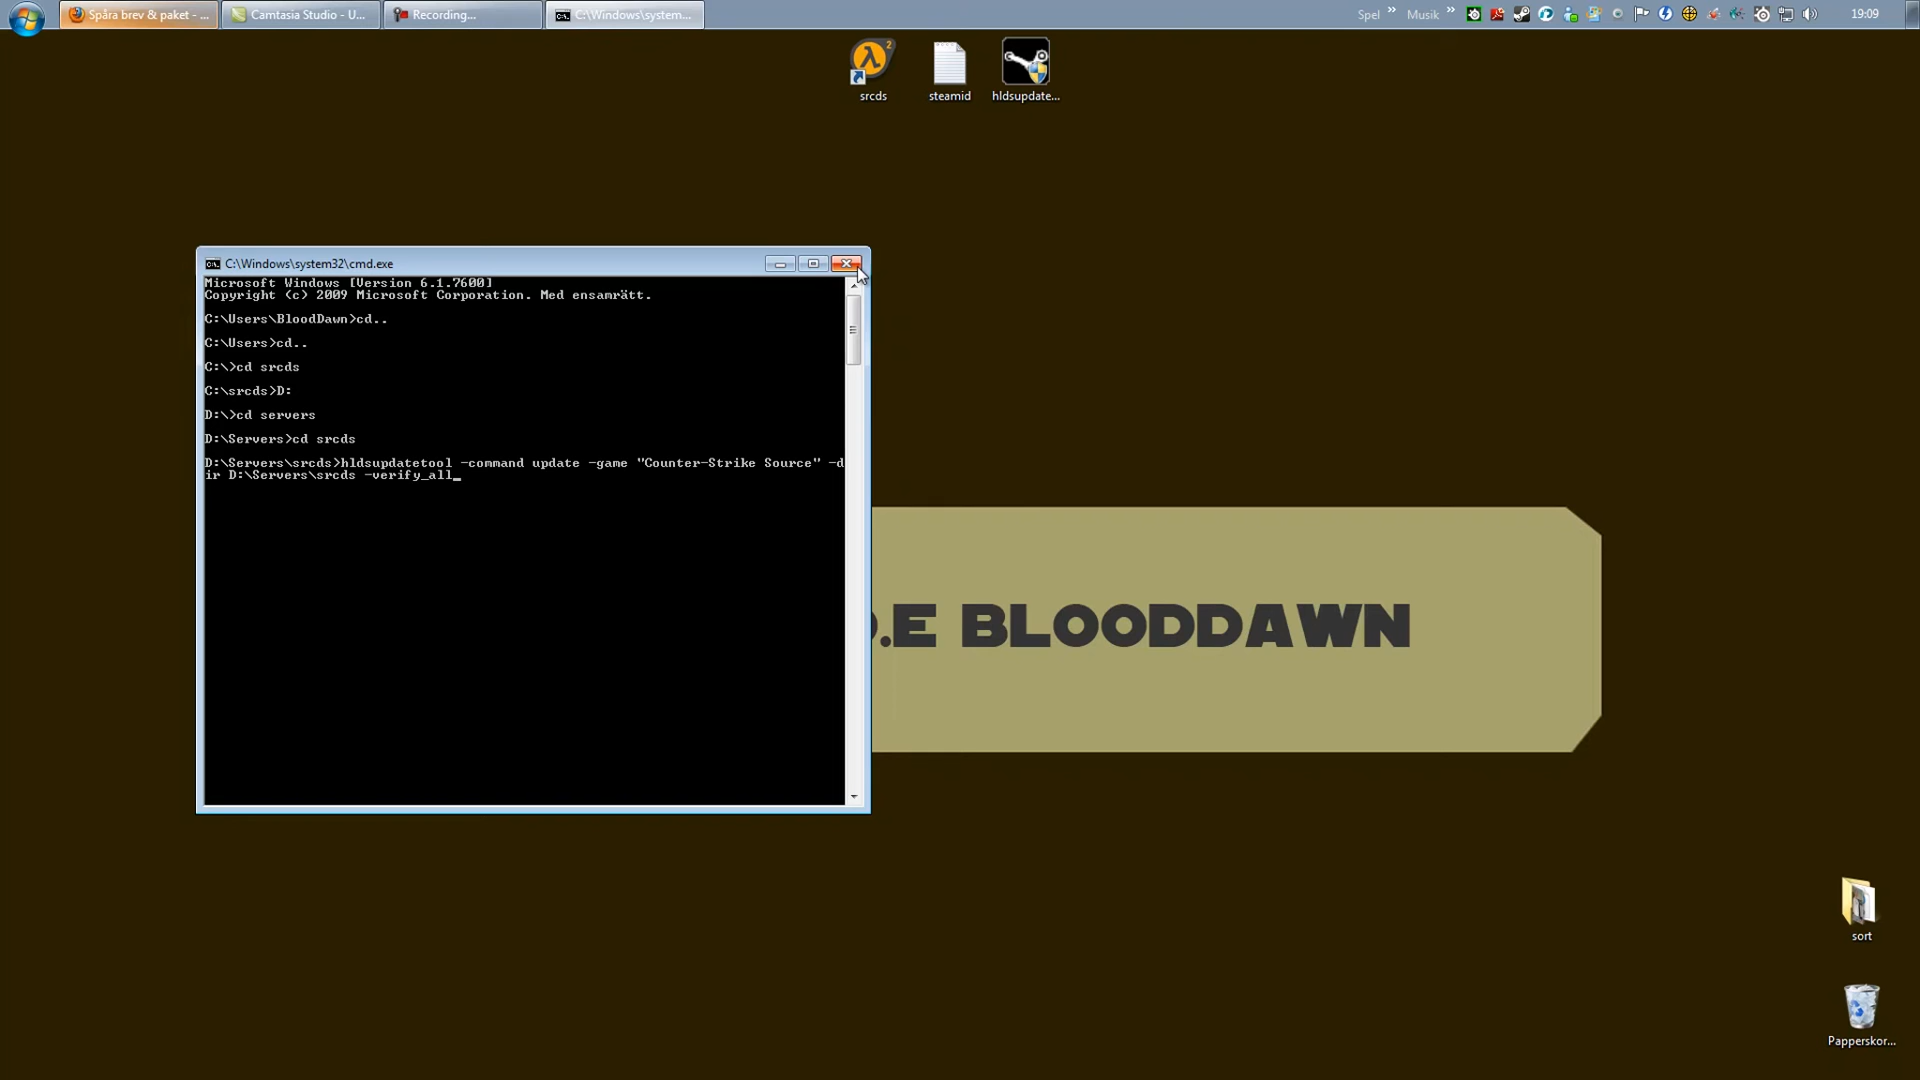 Spåra brev & paket - ...
Camtasia Studio - U...
Recording...
C:\Windows\system...
Spel
Musik
19:09
srcds
steamid
hldsupdate...
C:\Windows\system32\cmd.exe
Microsoft Windows [Version 6.1.7600]
Copyright (c) 2009 Microsoft Corporation. Med ensamrätt.
C:\Users\BloodDawn>cd..
C:\Users>cd..
C:\>cd srcds
C:\srcds>D:
D:\>cd servers
D:\Servers>cd srcds
D:\Servers\srcds>hldsupdatetool -command update -game "Counter-Strike Source" -d
ir D:\Servers\srcds -verify_all_
.E BLOODDAWN
sort
Papperskor...